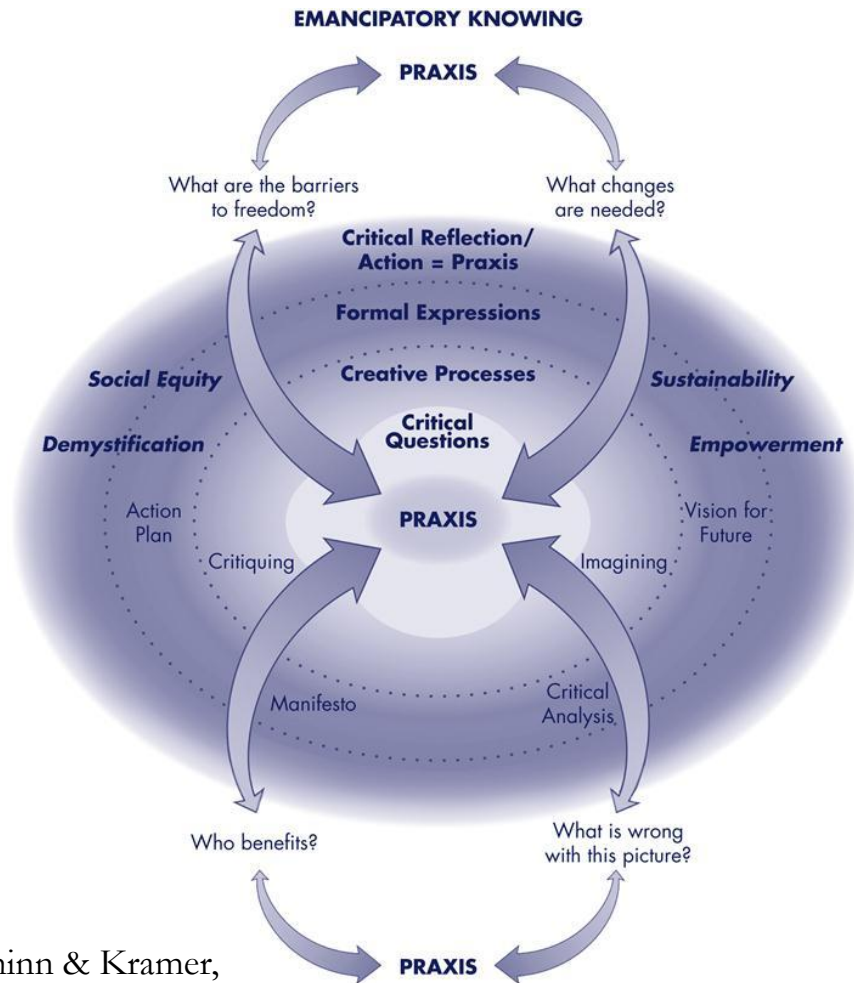 EMANCIPATORY KNOWING
PRAXIS
What are the barriers
to freedom?
What changes
are needed?
Critical Reflection/
Action = Praxis
Formal Expressions
Social Equity
Creative Processes
Sustainability
Demystification
Critical
Questions
Empowerment
Action
Plan
PRAXIS
Vision for
Future
Critiquing
Imagining
Manifesto
Critical
Analysis
Who benefits?
What is wrong
with this picture?
& Kramer,
PRAXIS